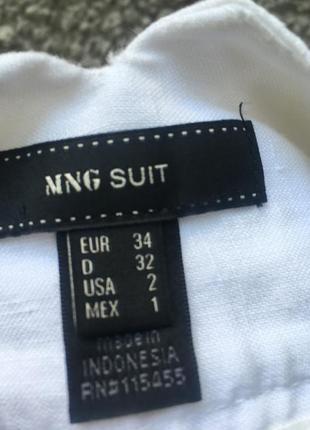 MNG SUIT
EUR 34
D 32
USA 2
MEX 1
made in
INDONESIA
RN#115455